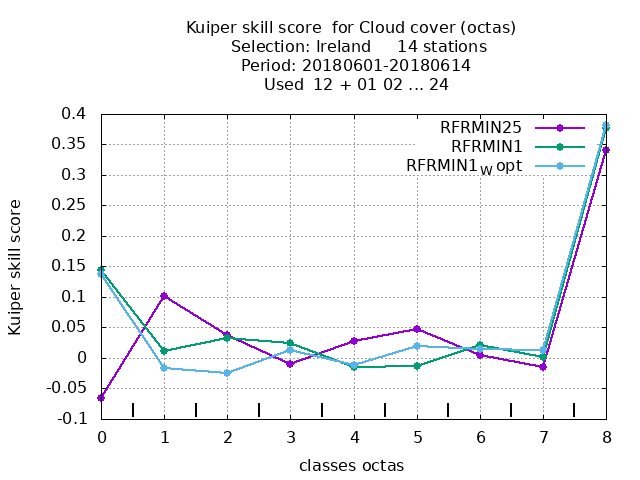 Kuiper skill score  for Cloud cover (octas)
Selection: Ireland     14 stations
Period: 20180601-20180614
Used  12 + 01 02 ... 24
RFRMIN25
RFRMIN1
RFRMIN1W opt
0.4
0.35
0.3
0.25
0.2
0.15
0.1
0.05
0
-0.05
-0.1
Kuiper skill score
0 1 2 3 4 5 6 7 8
classes octas